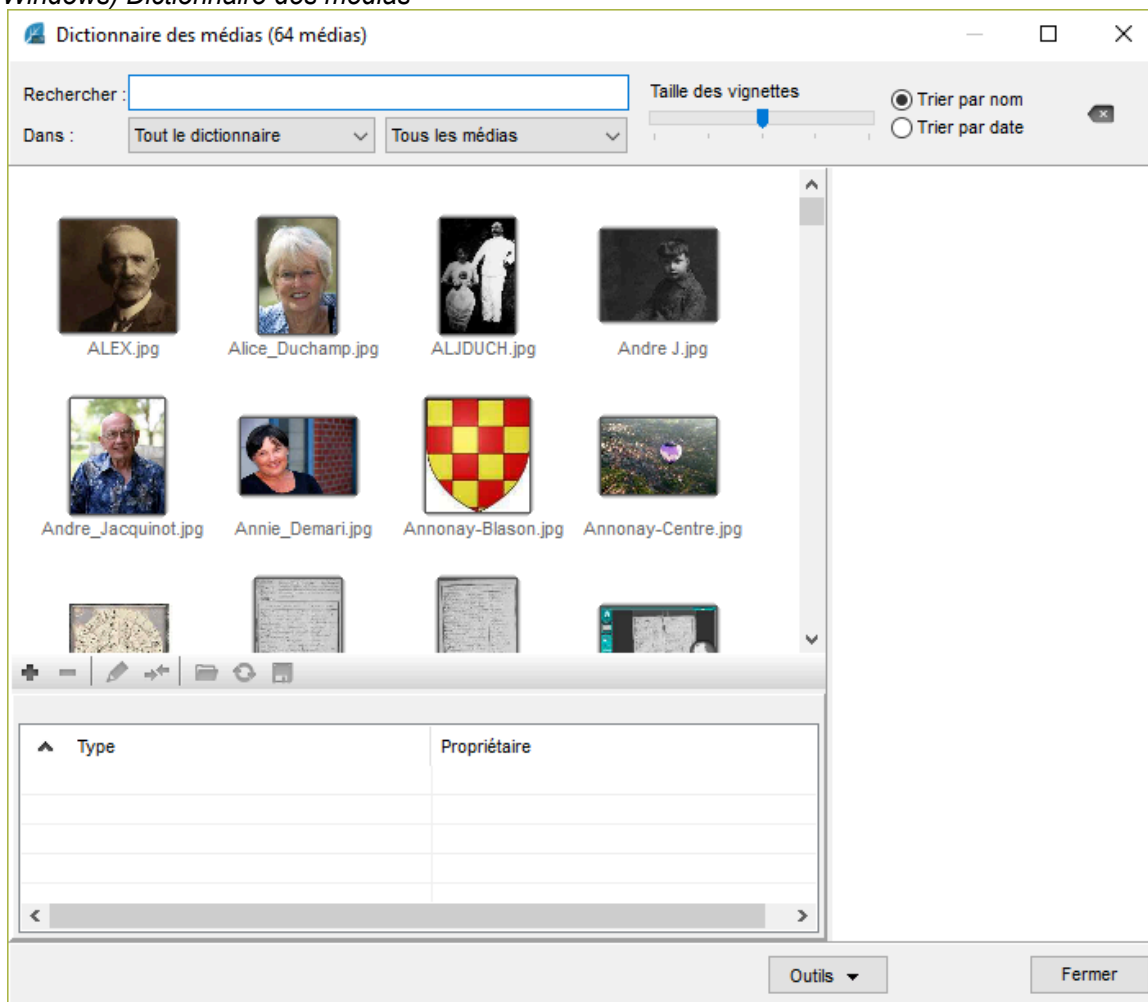 Windows) Dictionnaire des médias
Dictionnaire des médias (64 médias)
Rechercher :
Taille des vignettes
Trier par nom
Dans :
Tout le dictionnaire
Tous les médias
Trier par date
ALEX.jpg
Alice_Duchamp.jpg
ALJDUCH.jpg
Andre J.jpg
Andre_Jacquinot.jpg
Annie_Demari.jpg
Annonay-Blason.jpg
Annonay-Centre.jpg
Type
Propriétaire
Outils
Fermer